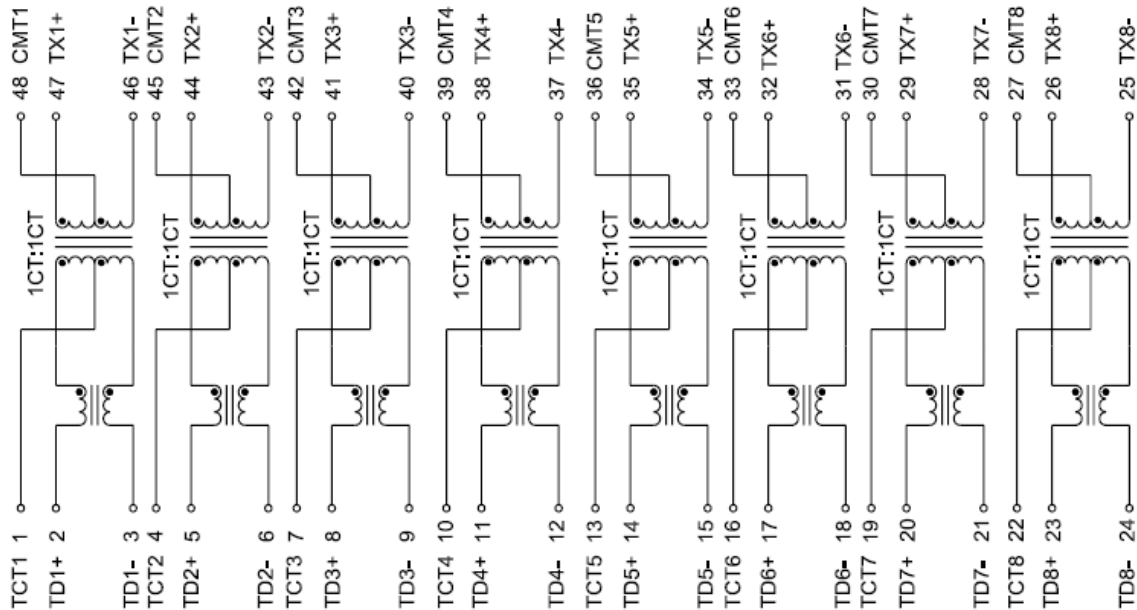 48 CMT1
47 TX1+
46 TX1-
45 CMT2
44 TX2+
43 TX2-
42 CMT3
41 TX3+
40 TX3-
39 CMT4
38 TX4+
37 TX4-
36 CMT5
35 TX5+
34 TX5-
33 CMT6
32 TX6+
31 TX6-
30 CMT7
29 TX7+
28 TX7-
27 CMT8
26 TX8+
25 TX8-
1CT:1CT
1CT:1CT
1CT:1CT
1CT:1CT
1CT:1CT
1CT:1CT
1CT:1CT
1CT:1CT
TCT1 1
TD1+ 2
TD1- 3
TCT2 4
TD2+ 5
TD2- 6
TCT3 7
TD3+ 8
TD3- 9
TCT4 10
TD4+ 11
TD4- 12
TCT5 13
TD5+ 14
TD5- 15
TCT6 16
TD6+ 17
TD6- 18
TCT7 19
TD7+ 20
TD7- 21
TCT8 22
TD8+ 23
TD8- 24